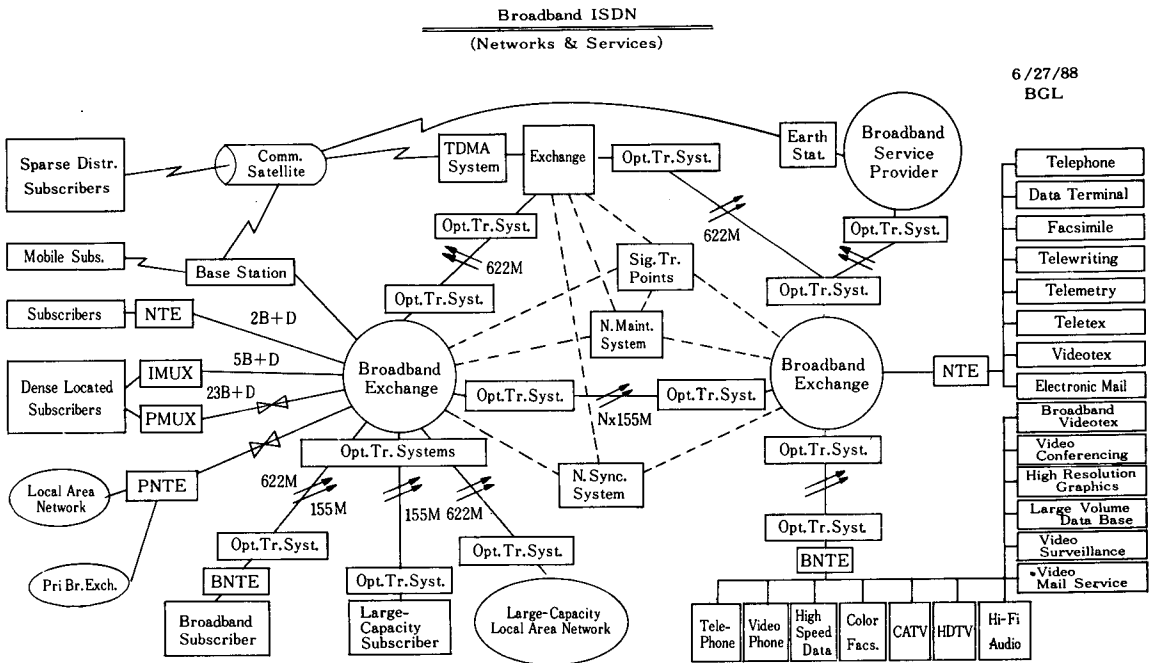 Broadband ISDN
(Networks & Services)
6/27/88
BGL
Sparse Distr.
Subscribers
Comm.
Satellite
TDMA
System
Exchange
Opt.Tr.Syst.
Earth
Stat.
Broadband
Service
Provider
Telephone
Data Terminal
Facsimile
Telewriting
Telemetry
Teletex
Videotex
Electronic Mail
Broadband
Videotex
Video
Conferencing
High Resolution
Graphics
Large Volume
Data Base
Video
Surveillance
Video
Mail Service
Opt.Tr.Syst.
622M
Opt.Tr.Syst.
622M
Opt.Tr.Syst.
Opt.Tr.Syst.
Mobile Subs.
Base Station
Sig.Tr.
Points
N.Maint.
System
Subscribers
NTE
2B+D
Dense Located
Subscribers
IMUX
5B+D
PMUX
23B+D
Broadband
Exchange
Broadband
Exchange
NTE
Opt.Tr.Syst.
Nx155M
Opt.Tr.Syst.
Opt.Tr.Systems
Opt.Tr.Syst.
Local Area
Network
PNTE
622M
155M
155M
622M
N.Sync.
System
Pri Br.Exch.
Opt.Tr.Syst.
BNTE
Broadband
Subscriber
Opt.Tr.Syst.
Large-
Capacity
Subscriber
Opt.Tr.Syst.
Large-Capacity
Local Area Network
Opt.Tr.Syst.
BNTE
Tele-
Phone
Video
Phone
High
Speed
Data
Color
Facs.
CATV
HDTV
Hi-Fi
Audio